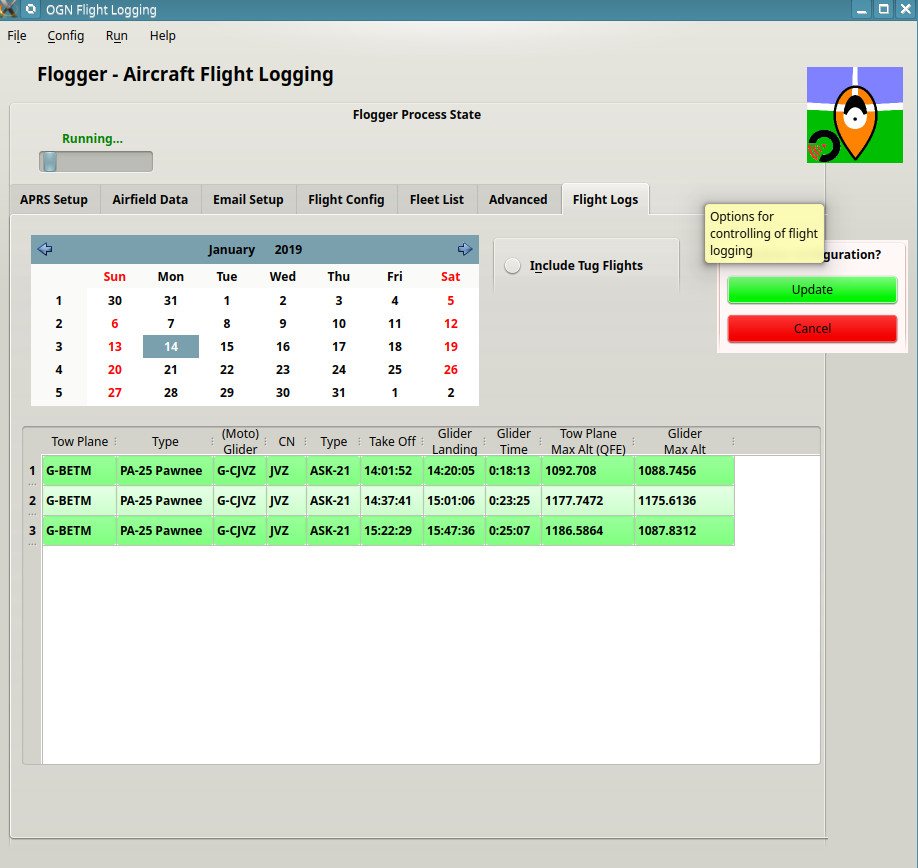 OGN Flight Logging
File Config Run Help
Flogger - Aircraft Flight Logging
Flogger Process State
Running...
APRS Setup Airfield Data Email Setup Flight Config Fleet List Advanced Flight Logs
Options for
controlling of flight
logging
guration?
Update
Cancel
January 2019
Sun Mon Tue Wed Thu Fri Sat
1 30 31 1 2 3 4 5
2 6 7 8 9 10 11 12
3 13 14 15 16 17 18 19
4 20 21 22 23 24 25 26
5 27 28 29 30 31 1 2
Include Tug Flights
Tow Plane Type (Moto) Glider CN Type Take Off Glider Landing Glider Time Tow Plane Max Alt (QFE) Glider Max Alt
1 G-BETM PA-25 Pawnee G-CJVZ JVZ ASK-21 14:01:52 14:20:05 0:18:13 1092.708 1088.7456
2 G-BETM PA-25 Pawnee G-CJVZ JVZ ASK-21 14:37:41 15:01:06 0:23:25 1177.7472 1175.6136
3 G-BETM PA-25 Pawnee G-CJVZ JVZ ASK-21 15:22:29 15:47:36 0:25:07 1186.5864 1087.8312